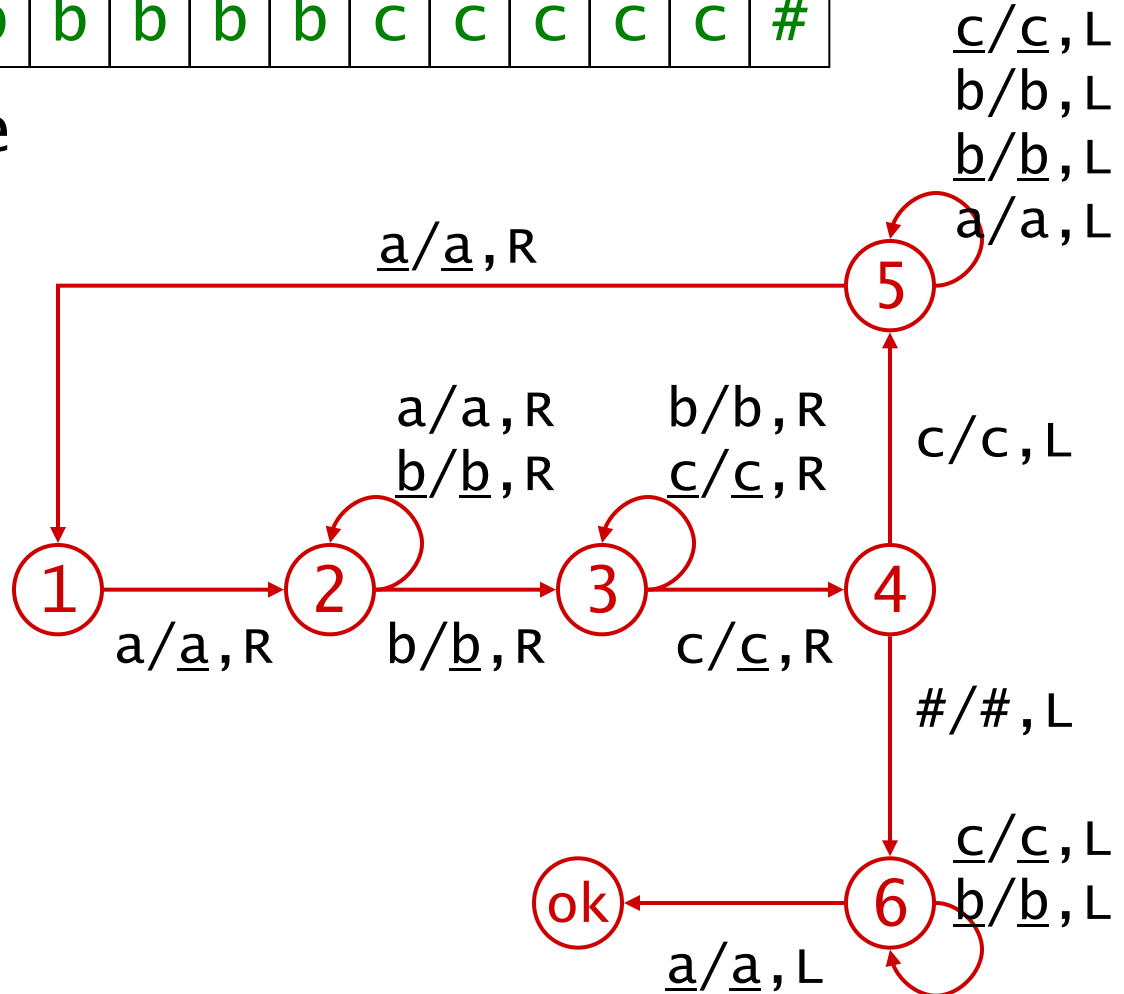 b b b b c c c c c #
e
c̲/c̲,L
b/b,L
b̲/b̲,L
a/a,L
a̲/a̲,R
5
a/a,R
b̲/b̲,R
b/b,R
c̲/c̲,R
c/c,L
1
2
3
4
a/a̲,R
b/b̲,R
c/c̲,R
#/#,L
c̲/c̲,L
b̲/b̲,L
ok
6
a̲/a̲,L